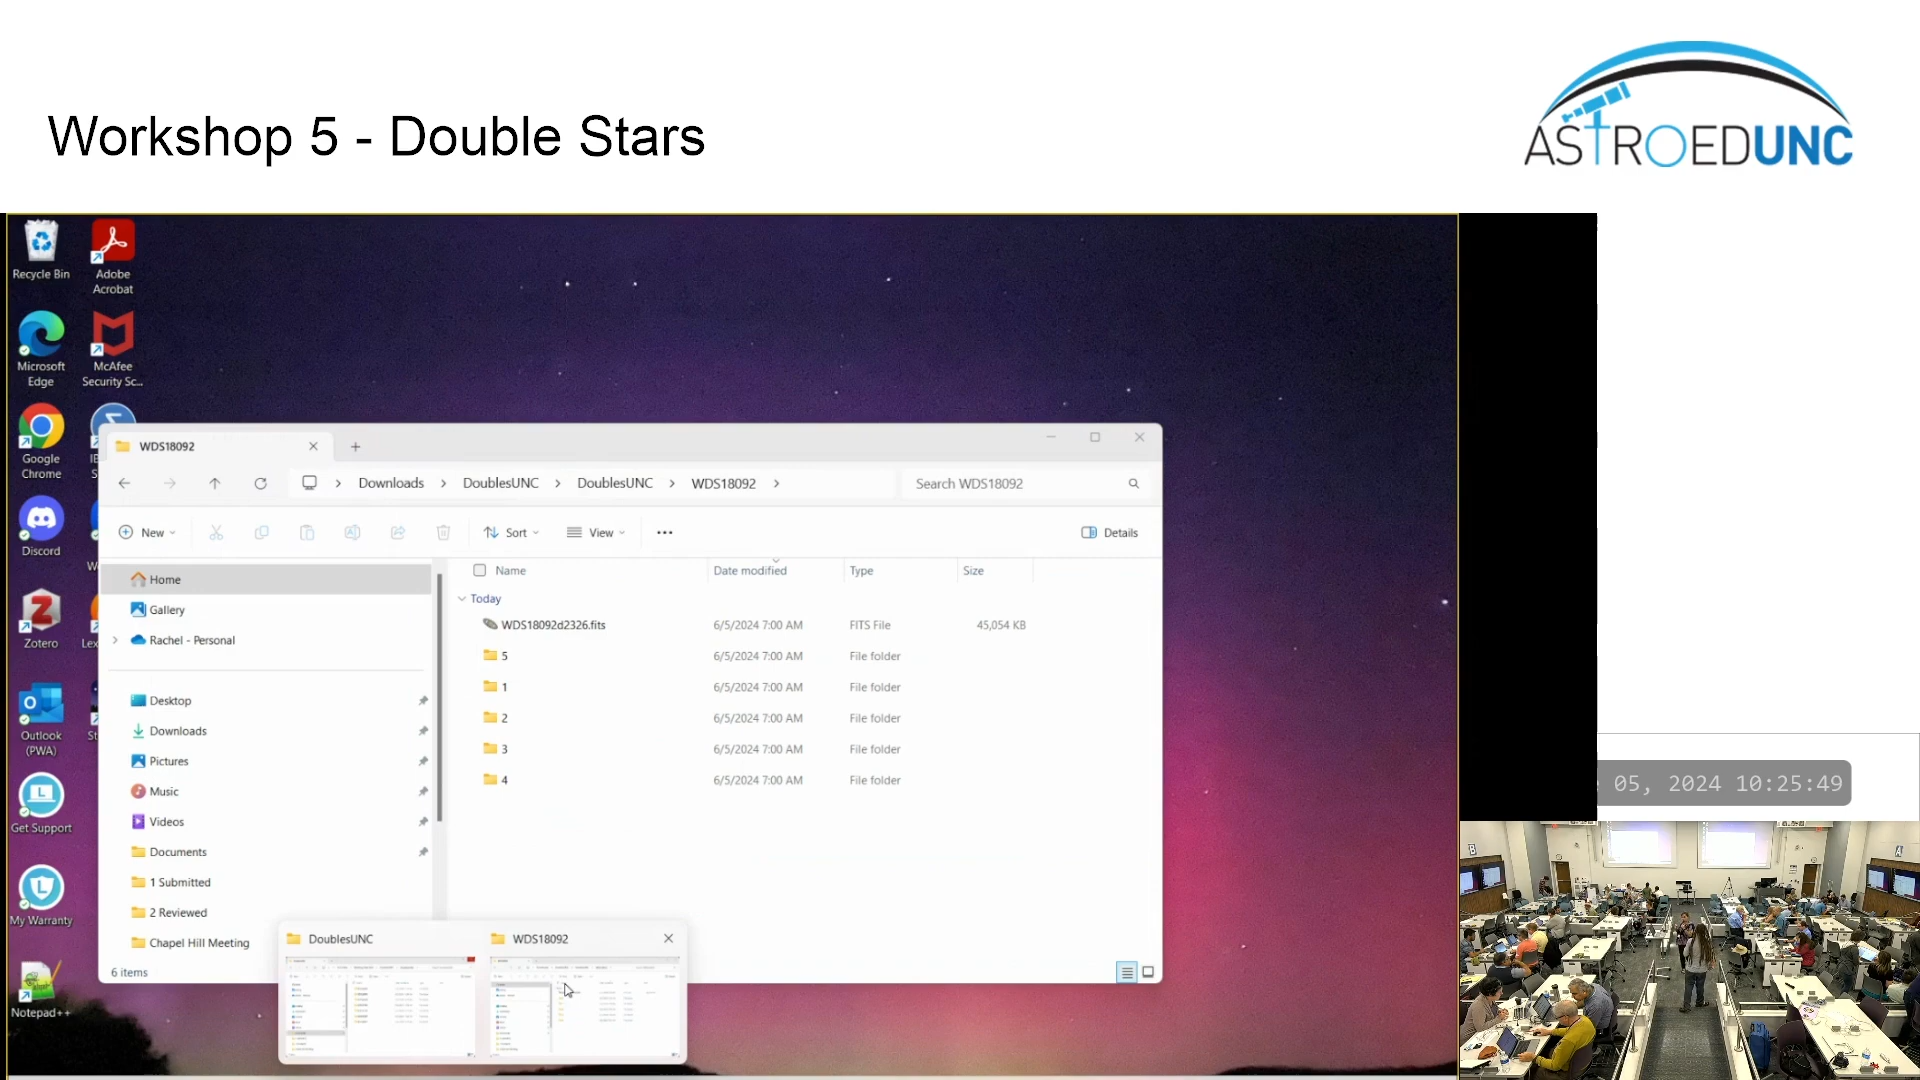 Workshop 5 - Double Stars
ASTROEDUNC
Recycle Bin
Adobe
Acrobat
Microsoft
Edge
McAfee
Security Sc...
Google
Chrome
Discord
Zotero
Lex
Outlook
(PWA)
St
Get Support
My Warranty
Notepad++
WDS18092
Downloads > DoublesUNC > DoublesUNC > WDS18092 >
Search WDS18092
New
Sort
View
Details
Home
Gallery
Rachel - Personal
Desktop
Downloads
Pictures
Music
Videos
Documents
1 Submitted
2 Reviewed
Chapel Hill Meeting
Name Date modified Type Size
Today
WDS18092d2326.fits 6/5/2024 7:00 AM FITS File 45,054 KB
5 6/5/2024 7:00 AM File folder
1 6/5/2024 7:00 AM File folder
2 6/5/2024 7:00 AM File folder
3 6/5/2024 7:00 AM File folder
4 6/5/2024 7:00 AM File folder
6 items
DoublesUNC
WDS18092
05, 2024 10:25:49
B
A